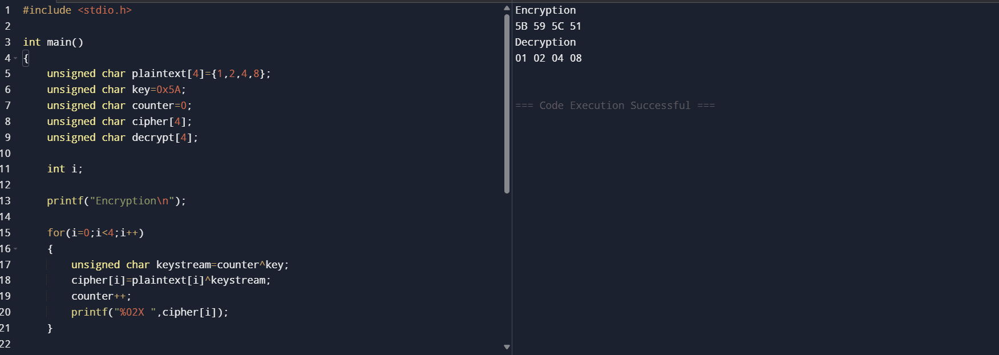 1 #include <stdio.h>
2
3 int main()
4 {
5     unsigned char plaintext[4]={1,2,4,8};
6     unsigned char key=0x5A;
7     unsigned char counter=0;
8     unsigned char cipher[4];
9     unsigned char decrypt[4];
10
11     int i;
12
13     printf("Encryption\n");
14
15     for(i=0;i<4;i++)
16     {
17         unsigned char keystream=counter^key;
18         cipher[i]=plaintext[i]^keystream;
19         counter++;
20         printf("%02X ",cipher[i]);
21     }
22
Encryption
5B 59 5C 51
Decryption
01 02 04 08
=== Code Execution Successful ===